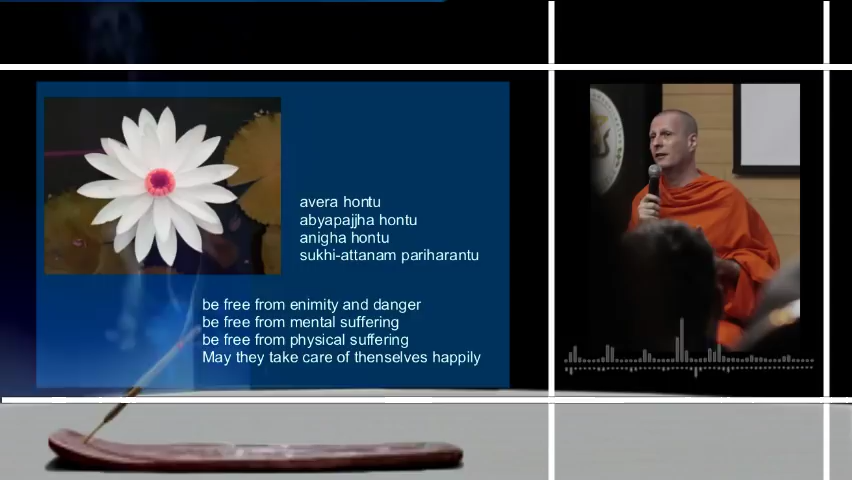 avera hontu
abyapajjha hontu
anigha hontu
sukhi-attanam pariharantu
be free from enimity and danger
be free from mental suffering
be free from physical suffering
May they take care of thenselves happily